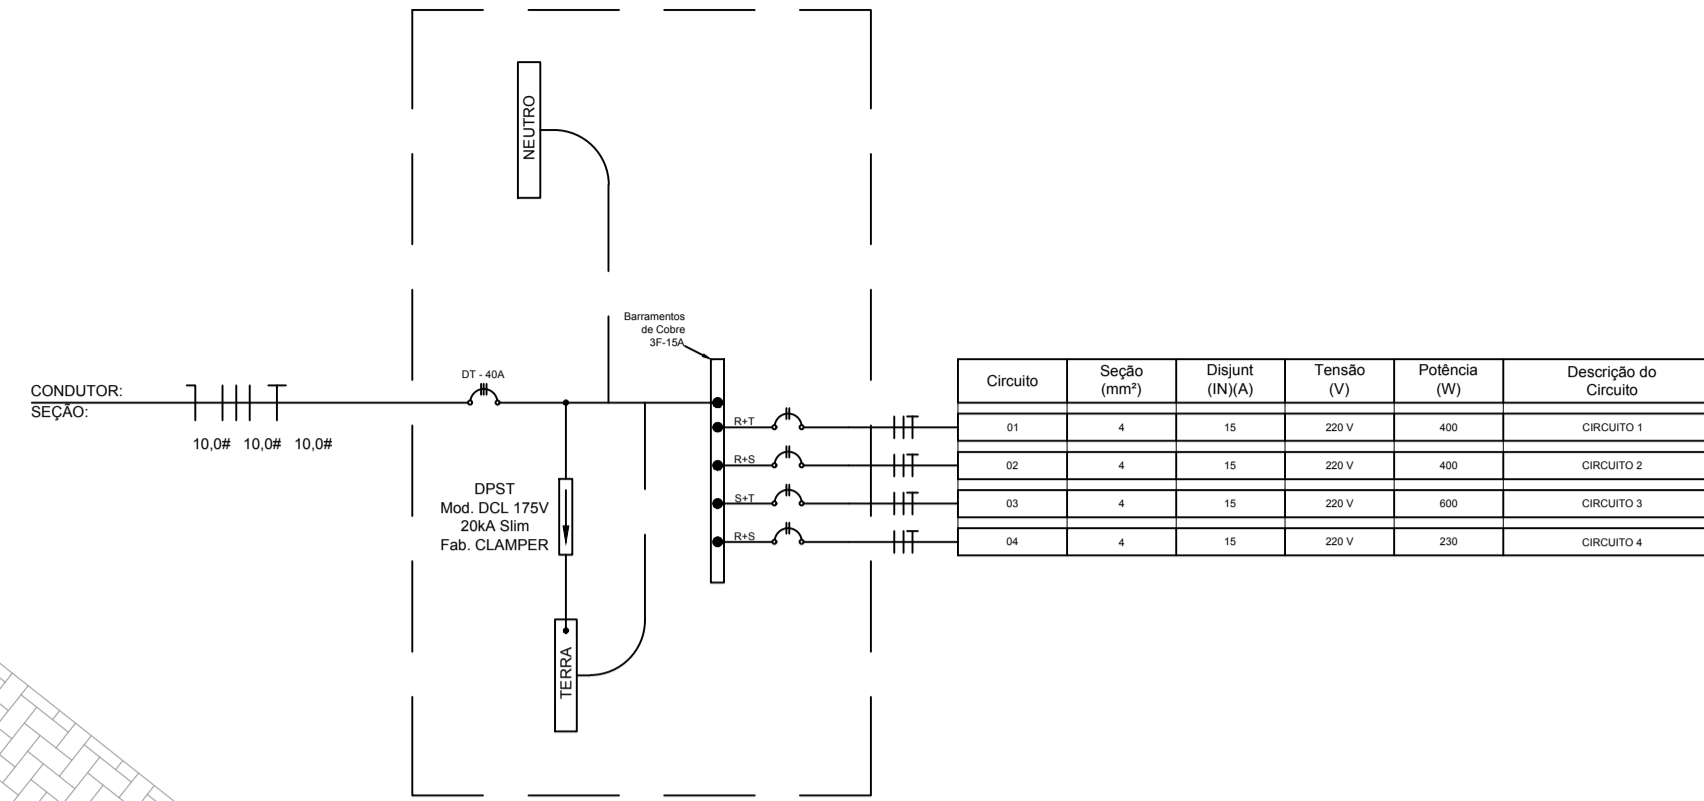 NEUTRO
Barramentos
de Cobre
3F-15A
CONDUTOR:
SEÇÃO:
10,0# 10,0# 10,0#
DT - 40A
DPST
Mod. DCL 175V
20kA Slim
Fab. CLAMPER
TERRA
R+T
R+S
S+T
R+S
Circuito Seção (mm²) Disjunt (IN)(A) Tensão (V) Potência (W) Descrição do Circuito
01 4 15 220 V 400 CIRCUITO 1
02 4 15 220 V 400 CIRCUITO 2
03 4 15 220 V 600 CIRCUITO 3
04 4 15 220 V 230 CIRCUITO 4